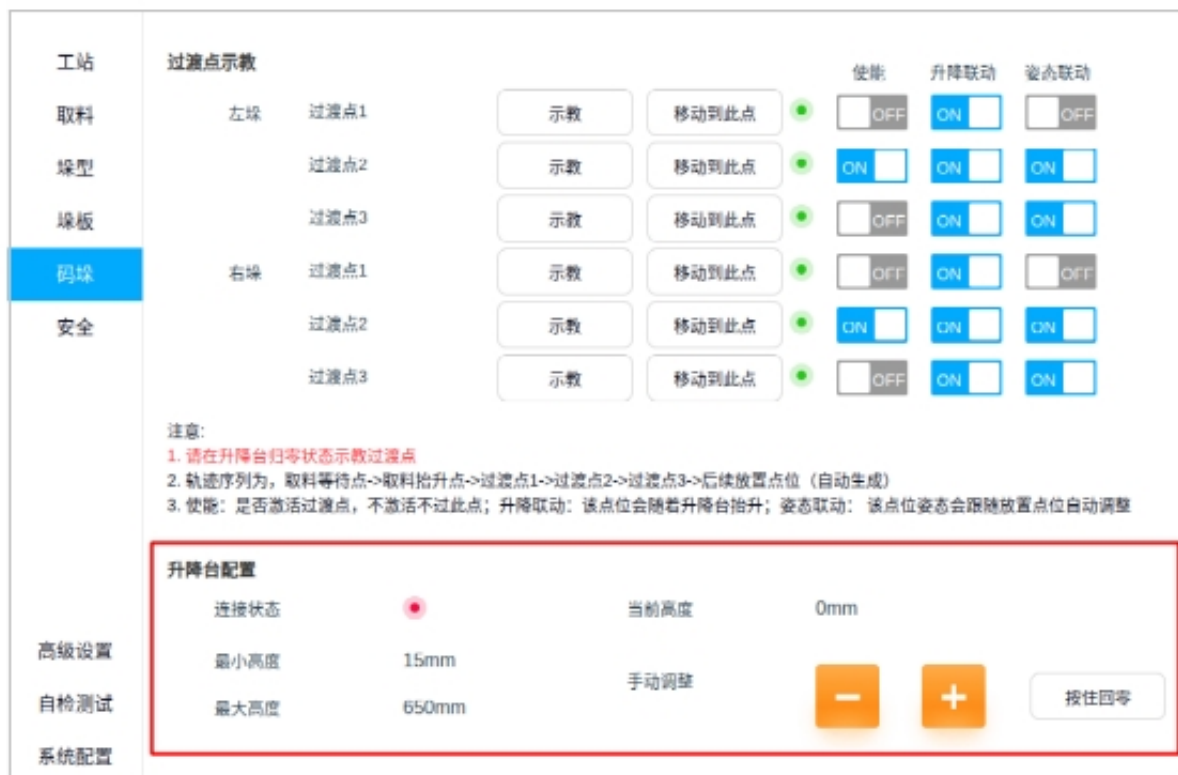 工站
取料
垛型
垛板
码垛
安全
高级设置
自检测试
系统配置
过渡点示教
使能 升降联动 姿态联动
左垛 过渡点1 示教 移动到此点 OFF ON OFF
过渡点2 示教 移动到此点 ON ON ON
过渡点3 示教 移动到此点 OFF ON ON
右垛 过渡点1 示教 移动到此点 OFF ON OFF
过渡点2 示教 移动到此点 ON ON ON
过渡点3 示教 移动到此点 OFF ON ON
注意:
1. 请在升降台归零状态示教过渡点
2. 轨迹序列为，取料等待点->取料抬升点->过渡点1->过渡点2->过渡点3->后续放置点位（自动生成）
3. 使能：是否激活过渡点，不激活不过此点；升降联动：该点位会随着升降台抬升；姿态联动： 该点位姿态会跟随放置点位自动调整
升降台配置
连接状态 当前高度 0mm
最小高度 15mm
手动调整 − + 按住回零
最大高度 650mm